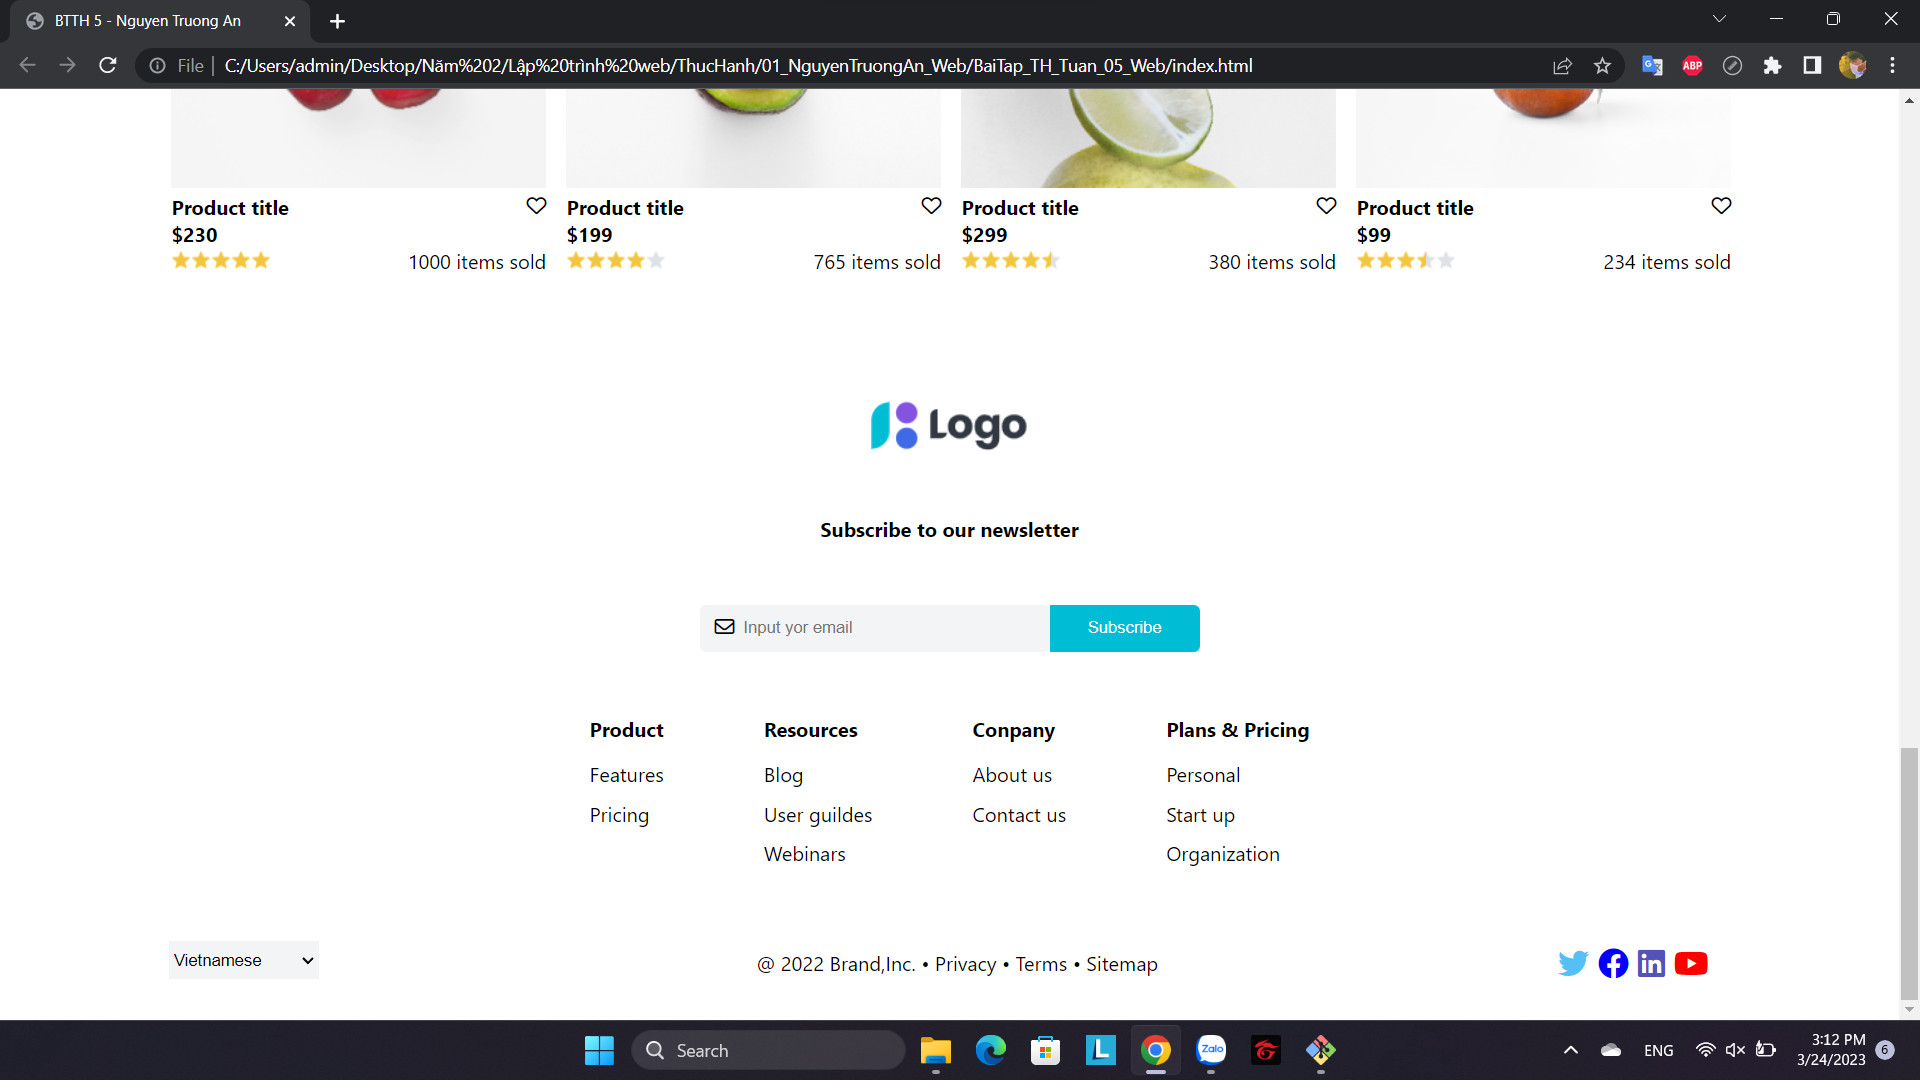 BTTH 5 - Nguyen Truong An
File | C:/Users/admin/Desktop/Năm%202/Lập%20trình%20web/ThucHanh/01_NguyenTruongAn_Web/BaiTap_TH_Tuan_05_Web/index.html
ABP
Product title Product title Product title Product title
$230 $199 $299 $99
1000 items sold 765 items sold 380 items sold 234 items sold
Logo
Subscribe to our newsletter
Input yor email Subscribe
Product Resources Conpany Plans & Pricing
Features Blog About us Personal
Pricing User guildes Contact us Start up
Webinars Organization
Vietnamese @ 2022 Brand,Inc. • Privacy • Terms • Sitemap
Search L Zalo ENG 3:12 PM 6
3/24/2023